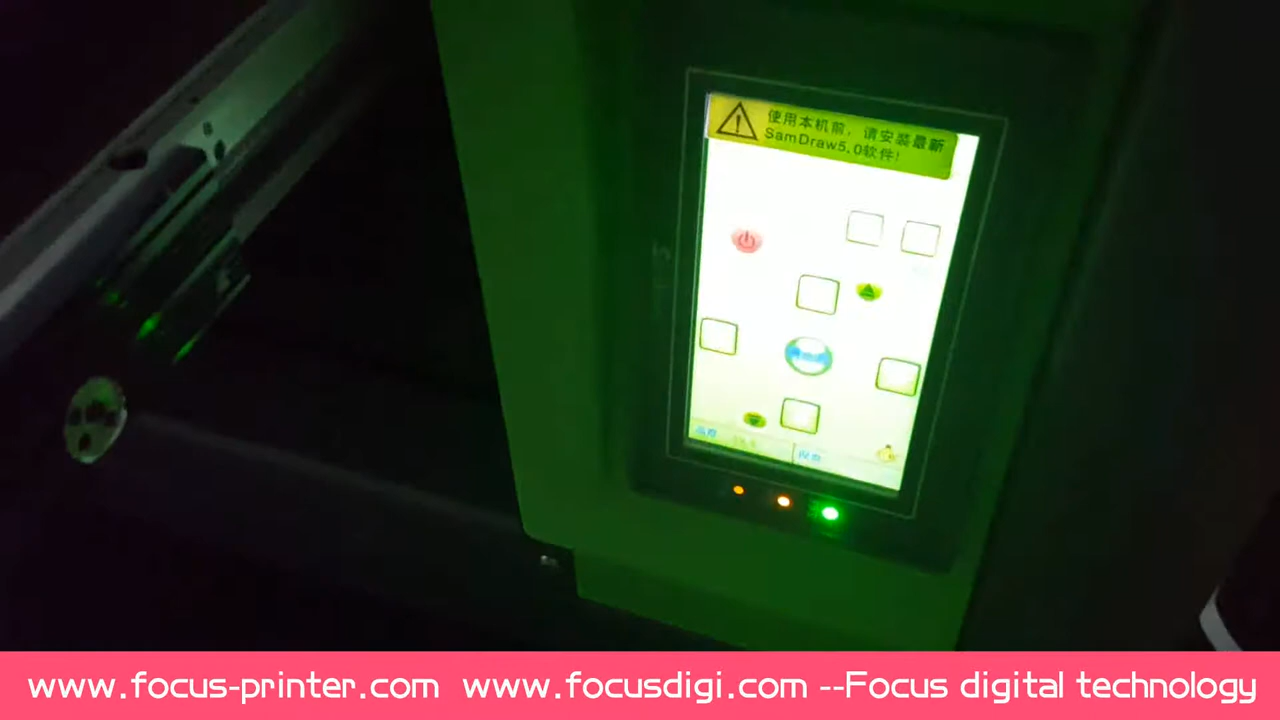 使用本机前，请安装最新
SamDraw5.0软件！
www.focus-printer.com www.focusdigi.com --Focus digital technology